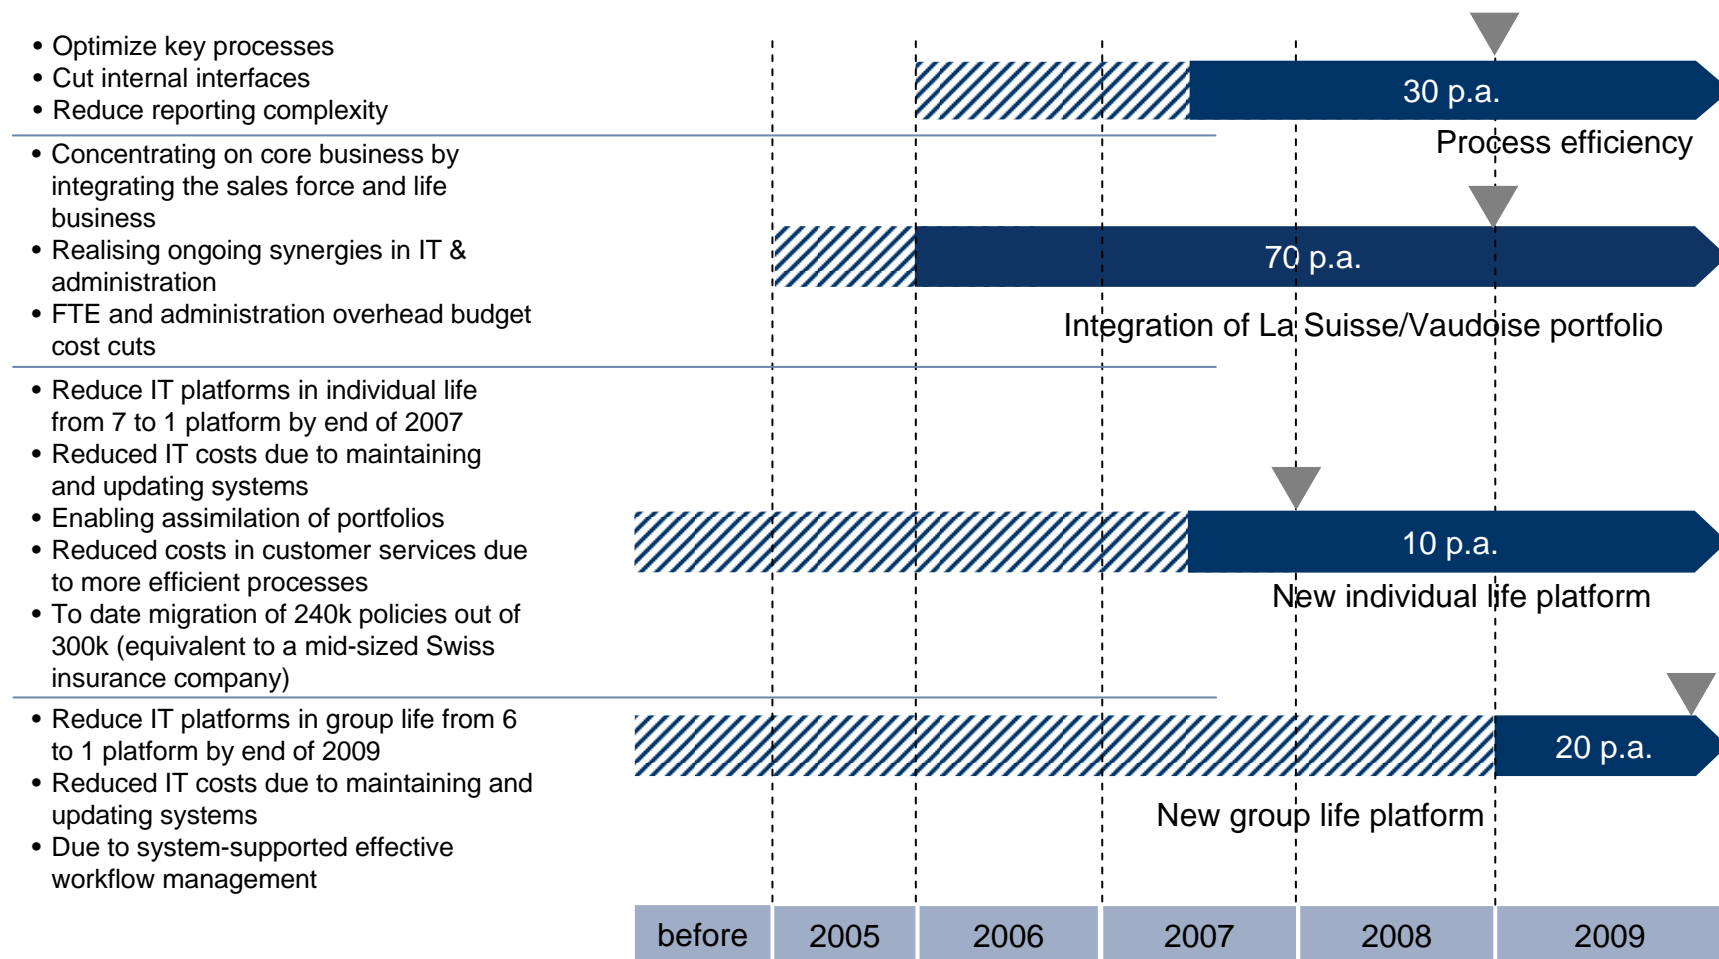 • Optimize key processes
• Cut internal interfaces
• Reduce reporting complexity
30 p.a.
Process efficiency
• Concentrating on core business by
integrating the sales force and life
business
• Realising ongoing synergies in IT &
administration
• FTE and administration overhead budget
cost cuts
70 p.a.
Integration of La Suisse/Vaudoise portfolio
• Reduce IT platforms in individual life
from 7 to 1 platform by end of 2007
• Reduced IT costs due to maintaining
and updating systems
• Enabling assimilation of portfolios
• Reduced costs in customer services due
to more efficient processes
• To date migration of 240k policies out of
300k (equivalent to a mid-sized Swiss
insurance company)
10 p.a.
New individual life platform
• Reduce IT platforms in group life from 6
to 1 platform by end of 2009
• Reduced IT costs due to maintaining and
updating systems
• Due to system-supported effective
workflow management
20 p.a.
New group life platform
before 2005 2006 2007 2008 2009